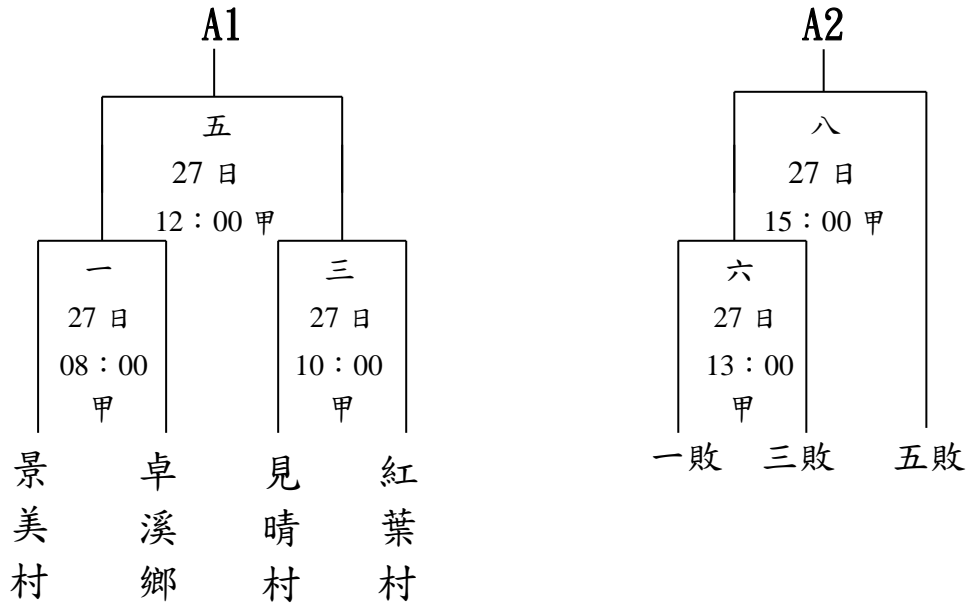 A1
五
27 日
12：00 甲
一
27 日
08：00
甲
三
27 日
10：00
甲
景美村
卓溪鄉
見晴村
紅葉村
A2
八
27 日
15：00 甲
六
27 日
13：00
甲
一敗
三敗
五敗